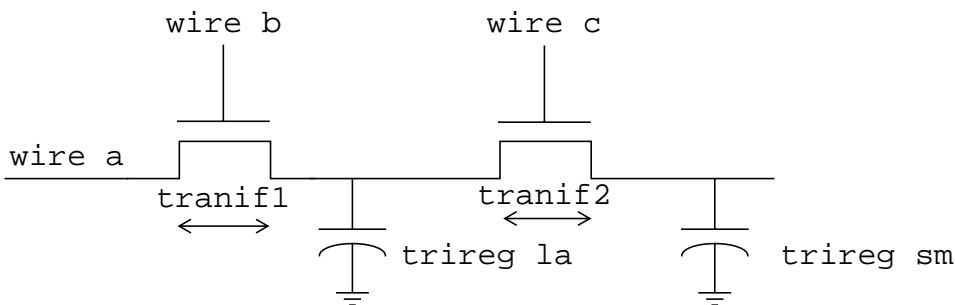 wire b
wire c
wire a
tranif1
tranif2
trireg la
trireg sm